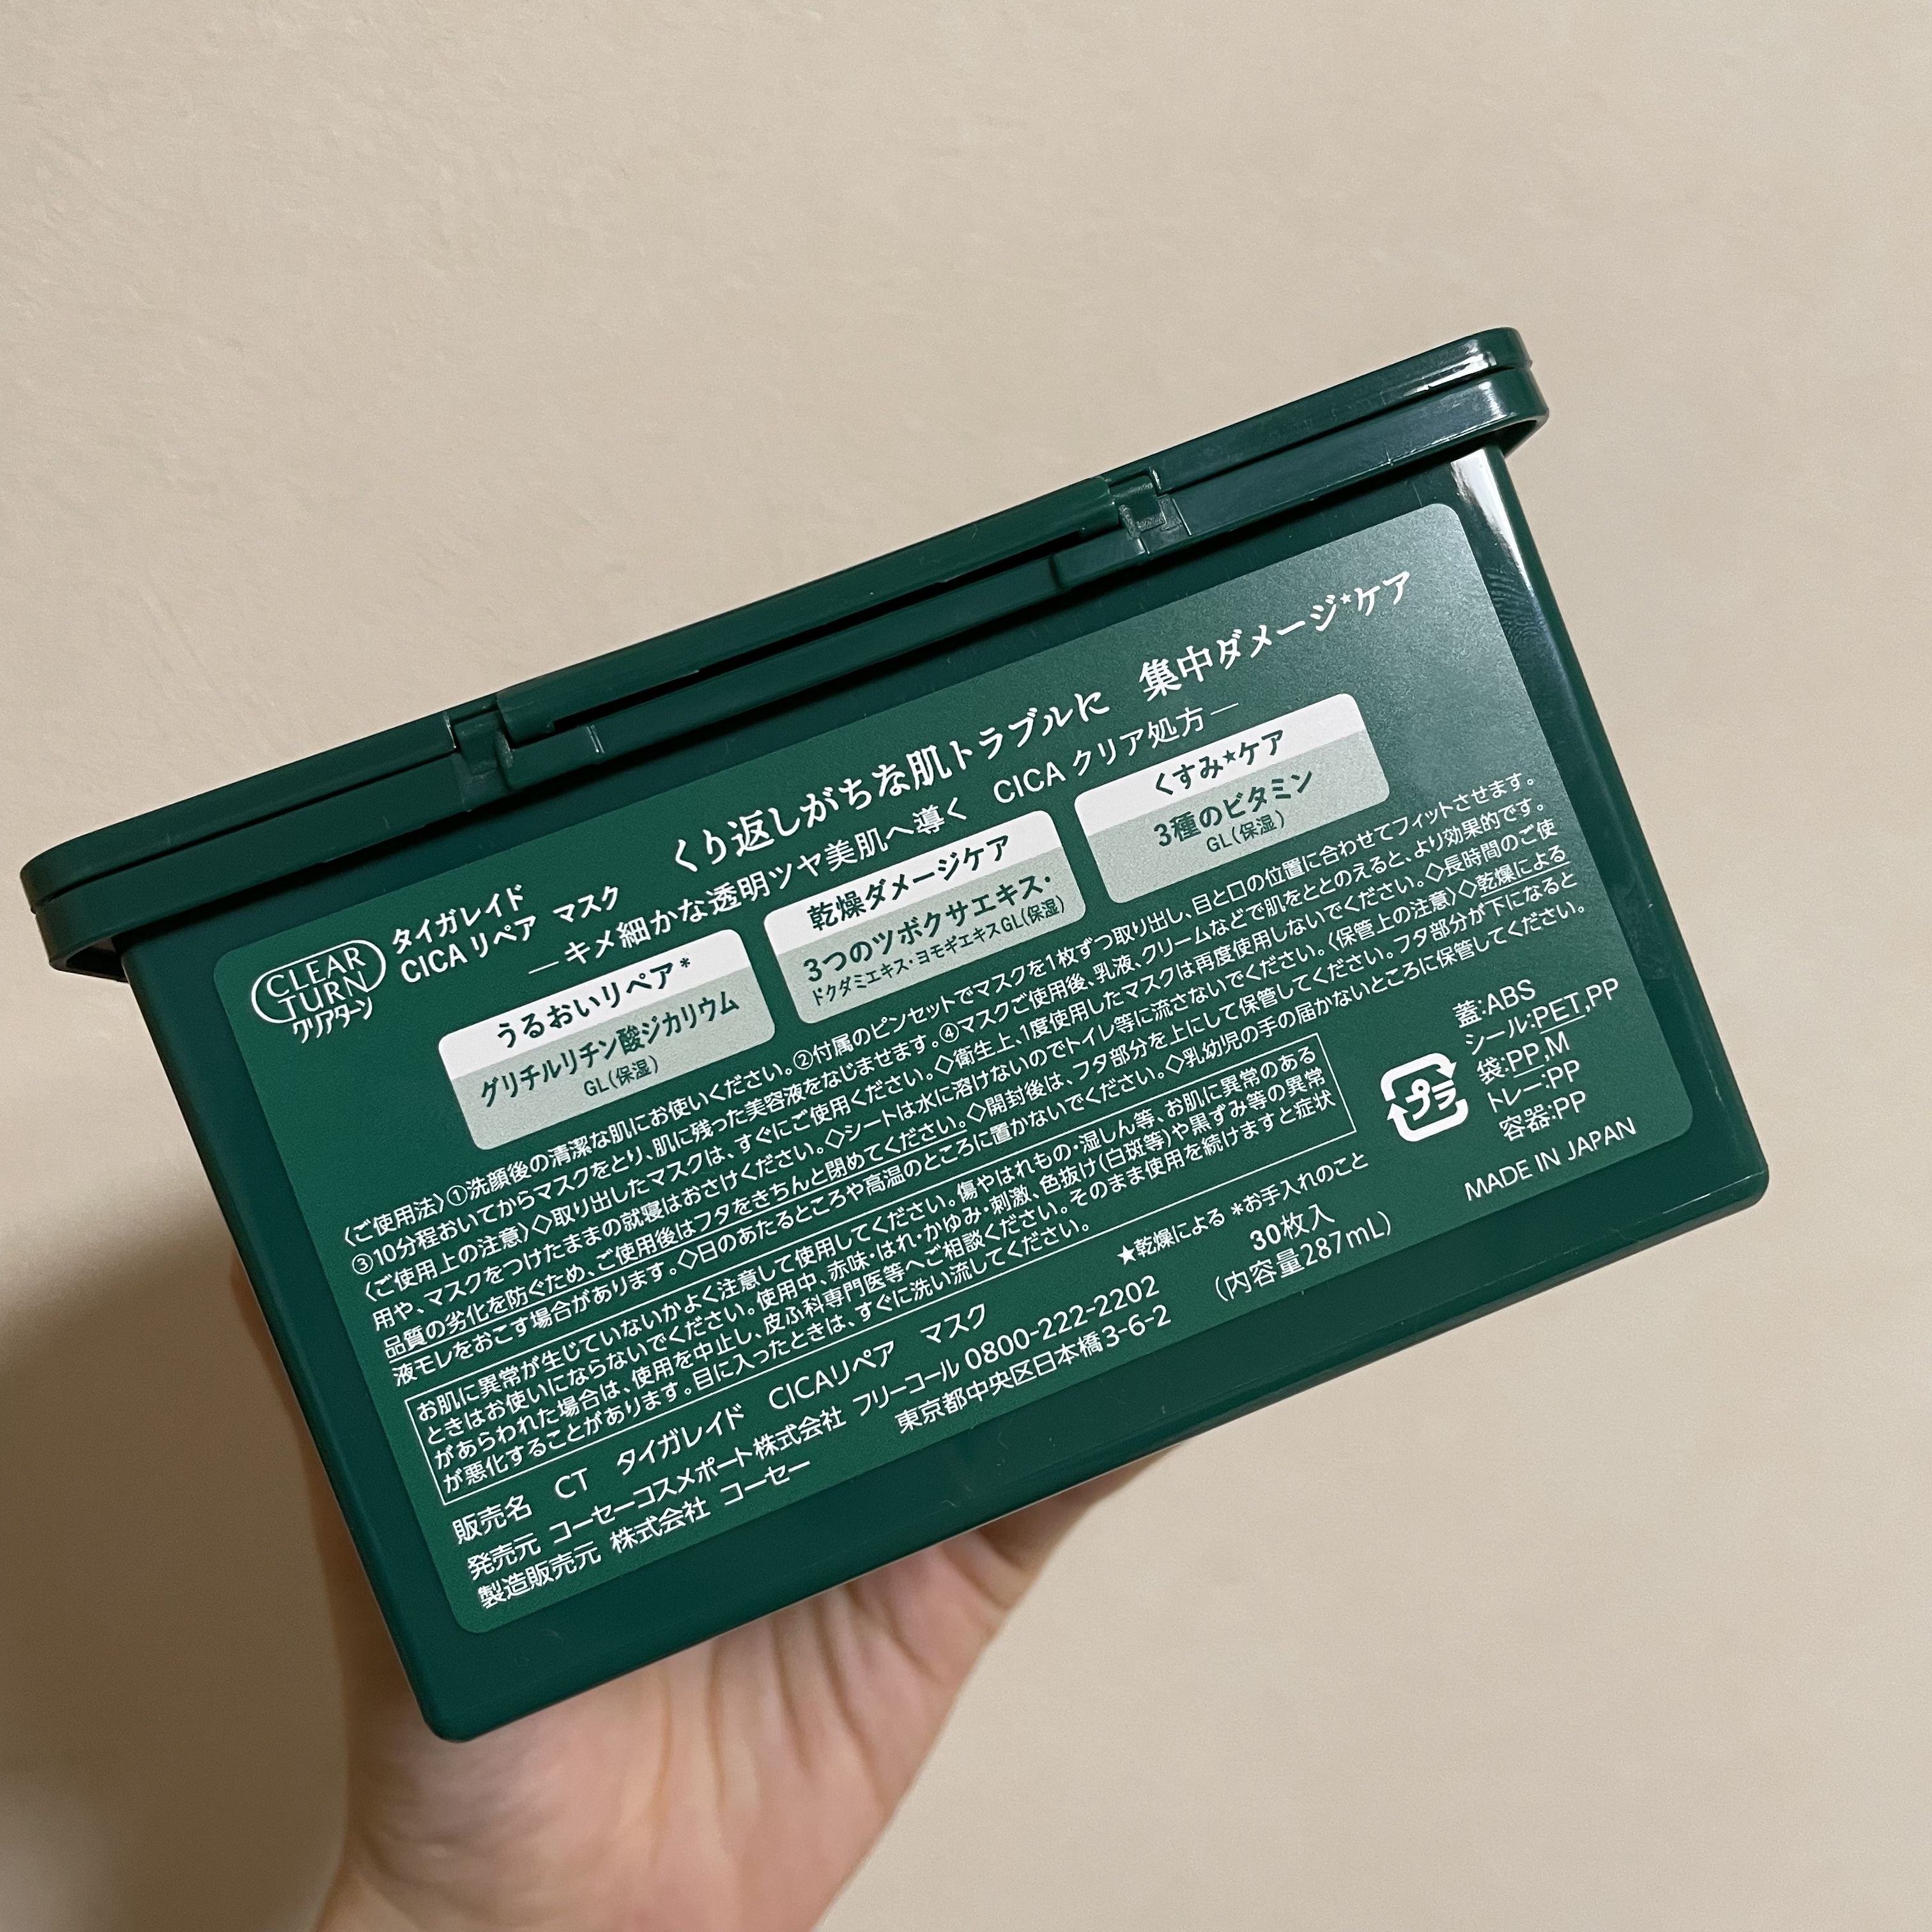 CLEAR
TURN
クリアターン
タイガレイド
CICAリペア マスク
くり返しがちな肌トラブルに 集中ダメージ★ケア
―キメ細かな透明ツヤ美肌へ導く CICA クリア処方―
うるおいリペア*
グリチルリチン酸ジカリウム
GL(保湿)
乾燥ダメージケア
3つのツボクサエキス・
ドクダミエキス・ヨモギエキスGL(保湿)
くすみ★ケア
3種のビタミン
GL(保湿)
〈ご使用法〉①洗顔後の清潔な肌にお使いください。②付属のピンセットでマスクを1枚ずつ取り出し、目と口の位置に合わせてフィットさせます。
③10分程おいてからマスクをとり、肌に残った美容液をなじませます。④マスクご使用後、乳液、クリームなどで肌をととのえると、より効果的です。
〈ご使用上の注意〉◇取り出したマスクは、すぐにご使用ください。◇衛生上、1度使用したマスクは再度使用しないでください。◇長時間のご使
用や、マスクをつけたままの就寝はおさけください。◇シートは水に溶けないのでトイレ等に流さないでください。〈保管上の注意〉◇乾燥による
品質の劣化を防ぐため、ご使用後はフタをきちんと閉めてください。◇開封後は、フタ部分を上にして保管してください。フタ部分が下になると
液モレをおこす場合があります。◇日のあたるところや高温のところに置かないでください。◇乳幼児の手の届かないところに保管してください。
お肌に異常が生じていないかよく注意して使用してください。傷やはれもの・湿しん等、お肌に異常のある
ときはお使いにならないでください。使用中、赤味・はれ・かゆみ・刺激、色抜け(白斑等)や黒ずみ等の異常
があらわれた場合は、使用を中止し、皮ふ科専門医等へご相談ください。そのまま使用を続けますと症状
が悪化することがあります。目に入ったときは、すぐに洗い流してください。
★乾燥による *お手入れのこと
販売名 CT タイガレイド CICAリペア マスク
発売元 コーセーコスメポート株式会社 フリーコール 0800-222-2202
製造販売元 株式会社 コーセー 東京都中央区日本橋3-6-2
30枚入
(内容量287mL)
プラ
蓋:ABS
シール:PET,PP
袋:PP,M
トレー:PP
容器:PP
MADE IN JAPAN